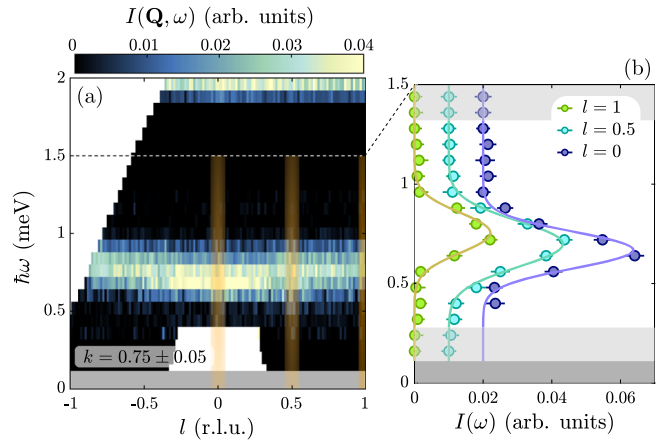 I(Q, ω) (arb. units)
0 0.01 0.02 0.03 0.04
(a)
ħω (meV)
2
1.5
1
0.5
0
k = 0.75 ± 0.05
-1 -0.5 0 0.5 1
l (r.l.u.)
(b)
l = 1
l = 0.5
l = 0
1.5
1
0.5
0
0 0.02 0.04 0.06
I(ω) (arb. units)